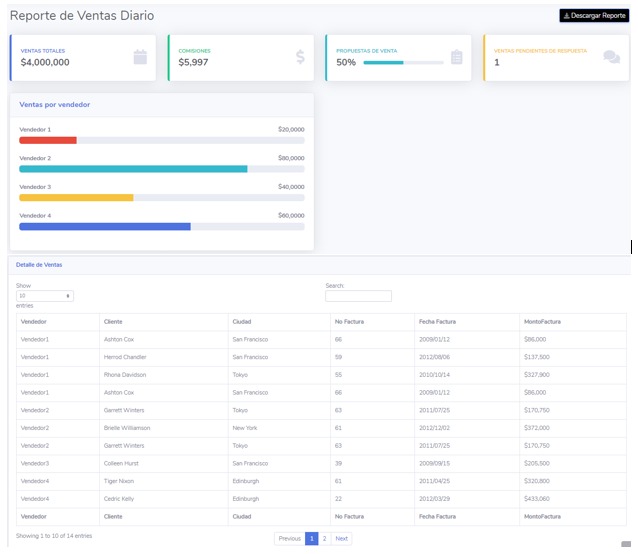 Reporte de Ventas Diario
Descargar Reporte
VENTAS TOTALES
$4,000,000
COMISIONES
$5,997
PROPUESTAS DE VENTA
50%
VENTAS PENDIENTES DE RESPUESTA
1
Ventas por vendedor
Vendedor 1 $20,0000
Vendedor 2 $80,0000
Vendedor 3 $40,0000
Vendedor 4 $60,0000
Detalle de Ventas
Show
10
entries
Search:
Vendedor Cliente Ciudad No Factura Fecha Factura MontoFactura
Vendedor1 Ashton Cox San Francisco 66 2009/01/12 $86,000
Vendedor1 Herrod Chandler San Francisco 59 2012/08/06 $137,500
Vendedor1 Rhona Davidson Tokyo 55 2010/10/14 $327,900
Vendedor1 Ashton Cox San Francisco 66 2009/01/12 $86,000
Vendedor2 Garrett Winters Tokyo 63 2011/07/25 $170,750
Vendedor2 Brielle Williamson New York 61 2012/12/02 $372,000
Vendedor2 Garrett Winters Tokyo 63 2011/07/25 $170,750
Vendedor3 Colleen Hurst San Francisco 39 2009/09/15 $205,500
Vendedor4 Tiger Nixon Edinburgh 61 2011/04/25 $320,800
Vendedor4 Cedric Kelly Edinburgh 22 2012/03/29 $433,060
Vendedor Cliente Ciudad No Factura Fecha Factura MontoFactura
Showing 1 to 10 of 14 entries
Previous 1 2 Next